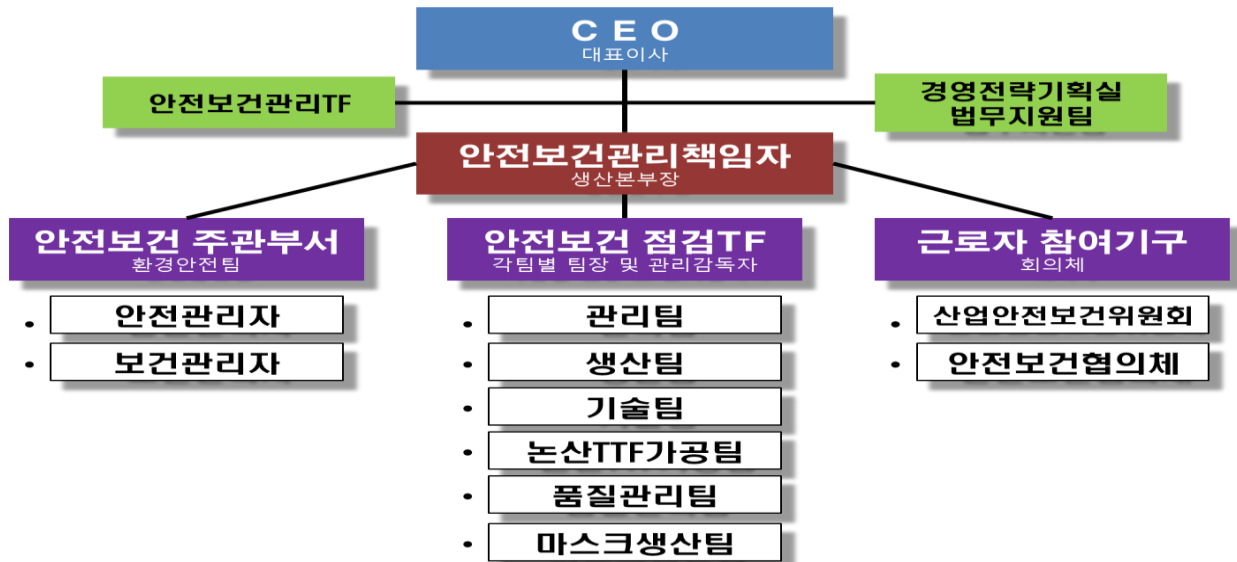 C E O
대표이사
안전보건관리TF
경영전략기획실
법무지원팀
안전보건관리책임자
생산본부장
안전보건 주관부서
환경안전팀
• 안전관리자
• 보건관리자
안전보건 점검TF
각팀별 팀장 및 관리감독자
• 관리팀
• 생산팀
• 기술팀
• 논산TTF가공팀
• 품질관리팀
• 마스크생산팀
근로자 참여기구
회의체
• 산업안전보건위원회
• 안전보건협의체